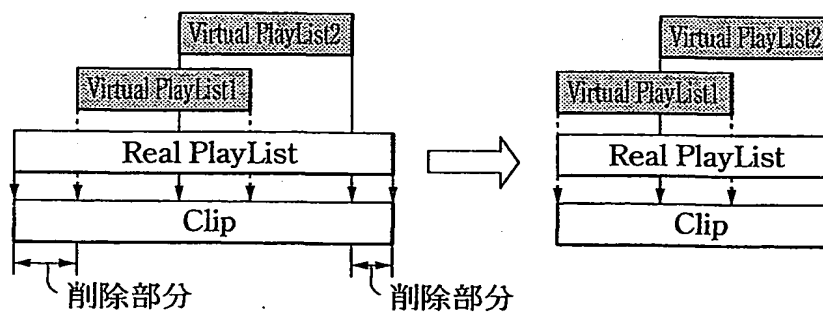 Virtual PlayList2
Virtual PlayList1
Real PlayList
Clip
削除部分
削除部分
Virtual PlayList2
Virtual PlayList1
Real PlayList
Clip